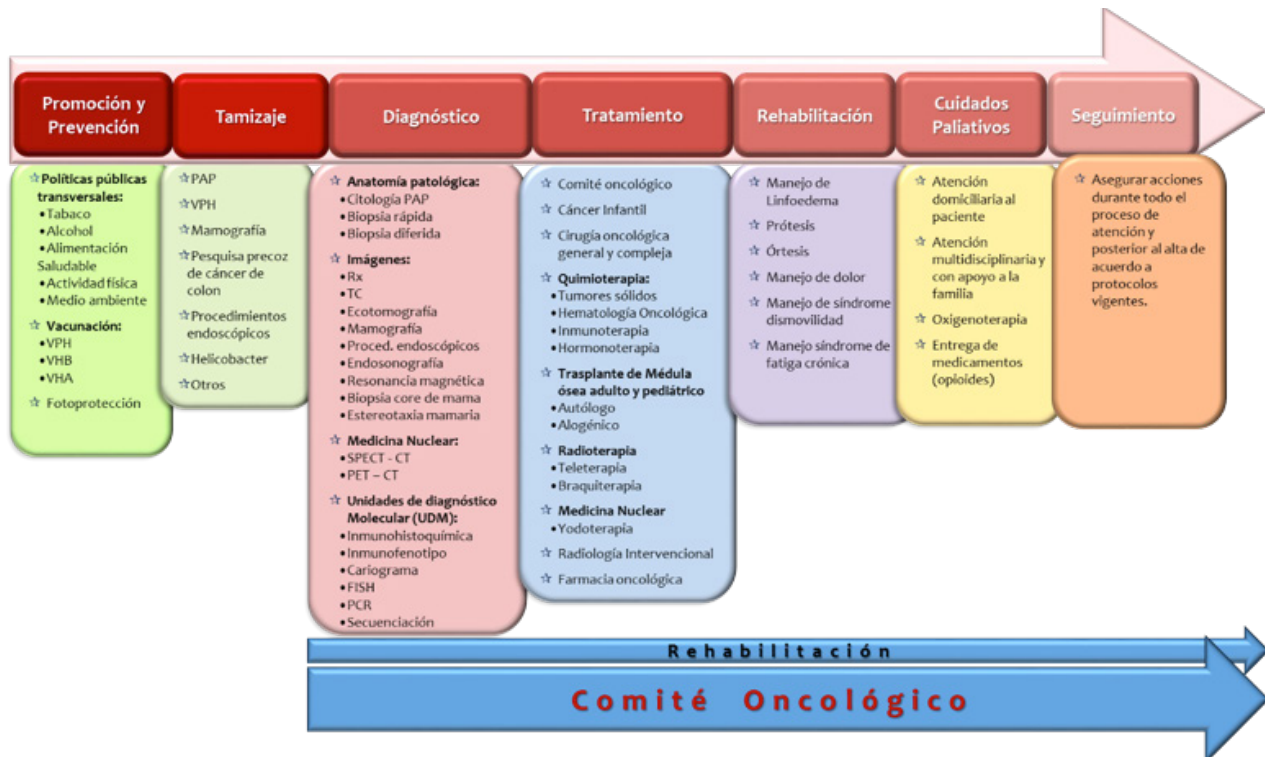 Promoción y
Prevención
Tamizaje
Diagnóstico
Tratamiento
Rehabilitación
Cuidados
Paliativos
Seguimiento
☆Políticas públicas
transversales:
•Tabaco
•Alcohol
•Alimentación
Saludable
•Actividad física
•Medio ambiente
☆ Vacunación:
•VPH
•VHB
•VHA
☆ Fotoprotección
☆PAP
☆VPH
☆Mamografía
☆Pesquisa precoz
de cáncer de
colon
☆Procedimientos
endoscópicos
☆Helicobacter
☆Otros
☆ Anatomía patológica:
•Citología PAP
•Biopsia rápida
•Biopsia diferida
☆ Imágenes:
•Rx
•TC
•Ecotomografía
•Mamografía
•Proced. endoscópicos
•Endosonografía
•Resonancia magnética
•Biopsia core de mama
•Estereotaxia mamaria
☆ Medicina Nuclear:
•SPECT - CT
•PET – CT
☆ Unidades de diagnóstico
Molecular (UDM):
•Inmunohistoquímica
•Inmunofenotipo
•Cariograma
•FISH
•PCR
•Secuenciación
☆ Comité oncológico
☆ Cáncer Infantil
☆ Cirugía oncológica
general y compleja
☆ Quimioterapia:
•Tumores sólidos
•Hematología Oncológica
•Inmunoterapia
•Hormonoterapia
☆ Trasplante de Médula
ósea adulto y pediátrico
•Autólogo
•Alogénico
☆ Radioterapia
•Teleterapia
•Braquiterapia
☆ Medicina Nuclear
•Yodoterapia
☆ Radiología Intervencional
☆ Farmacia oncológica
☆ Manejo de
Linfoedema
☆ Prótesis
☆ Órtesis
☆ Manejo de dolor
☆ Manejo de síndrome
dismovilidad
☆ Manejo síndrome de
fatiga crónica
☆ Atención
domiciliaria al
paciente
☆ Atención
multidisciplinaria y
con apoyo a la
familia
☆ Oxigenoterapia
☆ Entrega de
medicamentos
(opioides)
☆ Asegurar acciones
durante todo el
proceso de
atención y
posterior al alta de
acuerdo a
protocolos
vigentes.
Rehabilitación
Comité Oncológico